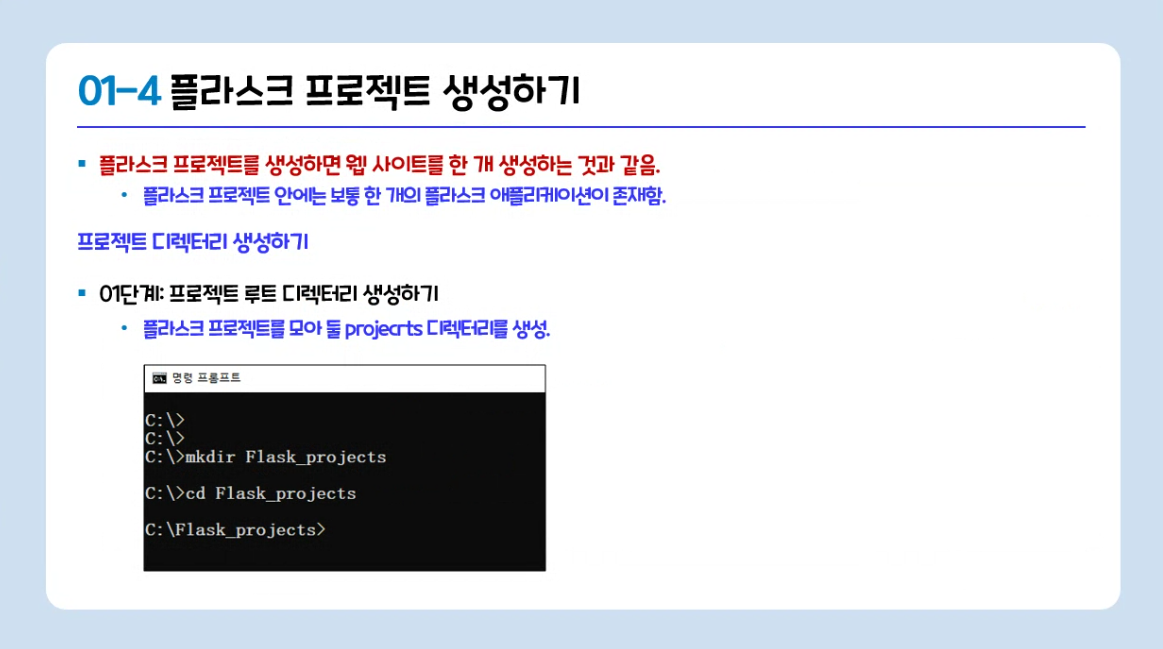 01-4 플라스크 프로젝트 생성하기
플라스크 프로젝트를 생성하면 웹 사이트를 한 개 생성하는 것과 같음.
플라스크 프로젝트 안에는 보통 한 개의 플라스크 애플리케이션이 존재함.
프로젝트 디렉터리 생성하기
01단계: 프로젝트 루트 디렉터리 생성하기
플라스크 프로젝트를 모아 둘 projecrts 디렉터리를 생성.
명령 프롬프트
C:\>
C:\>
C:\>mkdir Flask_projects
C:\>cd Flask_projects
C:\Flask_projects>